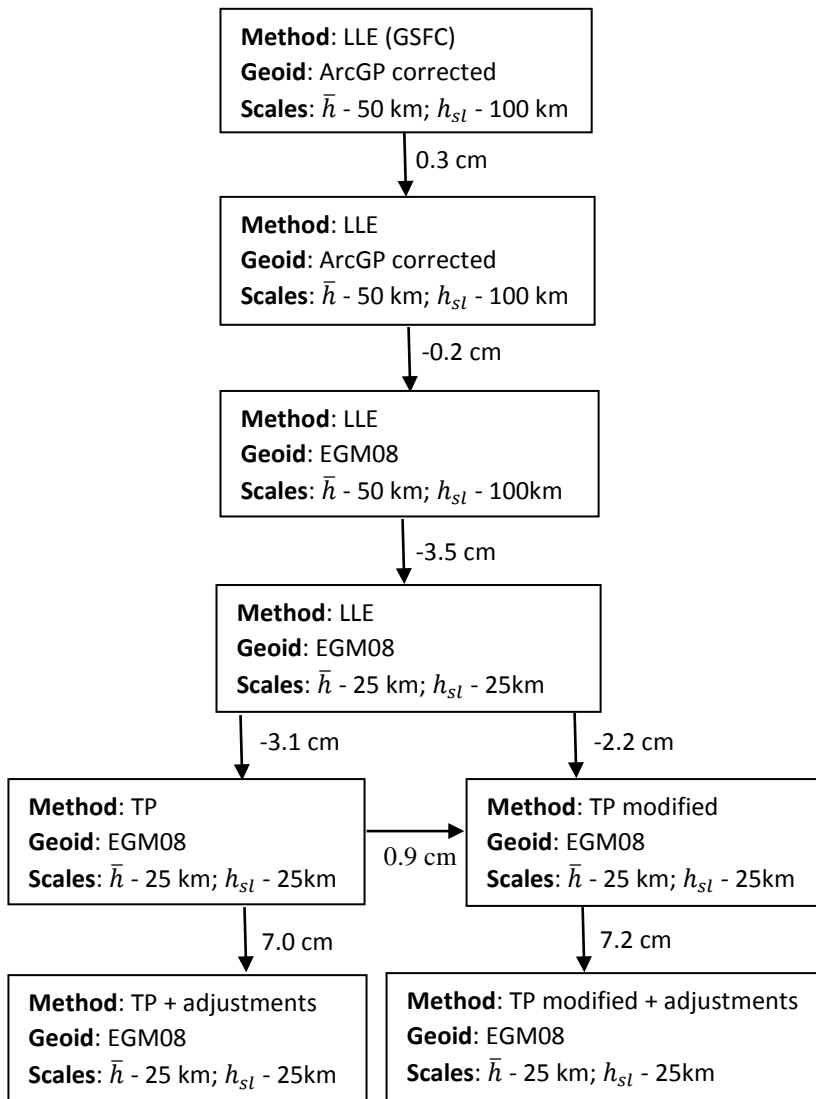 Method: LLE (GSFC)
Geoid: ArcGP corrected
Scales: h̄ - 50 km; hₛₗ - 100 km
0.3 cm
Method: LLE
Geoid: ArcGP corrected
Scales: h̄ - 50 km; hₛₗ - 100 km
-0.2 cm
Method: LLE
Geoid: EGM08
Scales: h̄ - 50 km; hₛₗ - 100km
-3.5 cm
Method: LLE
Geoid: EGM08
Scales: h̄ - 25 km; hₛₗ - 25km
-3.1 cm
-2.2 cm
Method: TP
Geoid: EGM08
Scales: h̄ - 25 km; hₛₗ - 25km
0.9 cm
Method: TP modified
Geoid: EGM08
Scales: h̄ - 25 km; hₛₗ - 25km
7.0 cm
7.2 cm
Method: TP + adjustments
Geoid: EGM08
Scales: h̄ - 25 km; hₛₗ - 25km
Method: TP modified + adjustments
Geoid: EGM08
Scales: h̄ - 25 km; hₛₗ - 25km